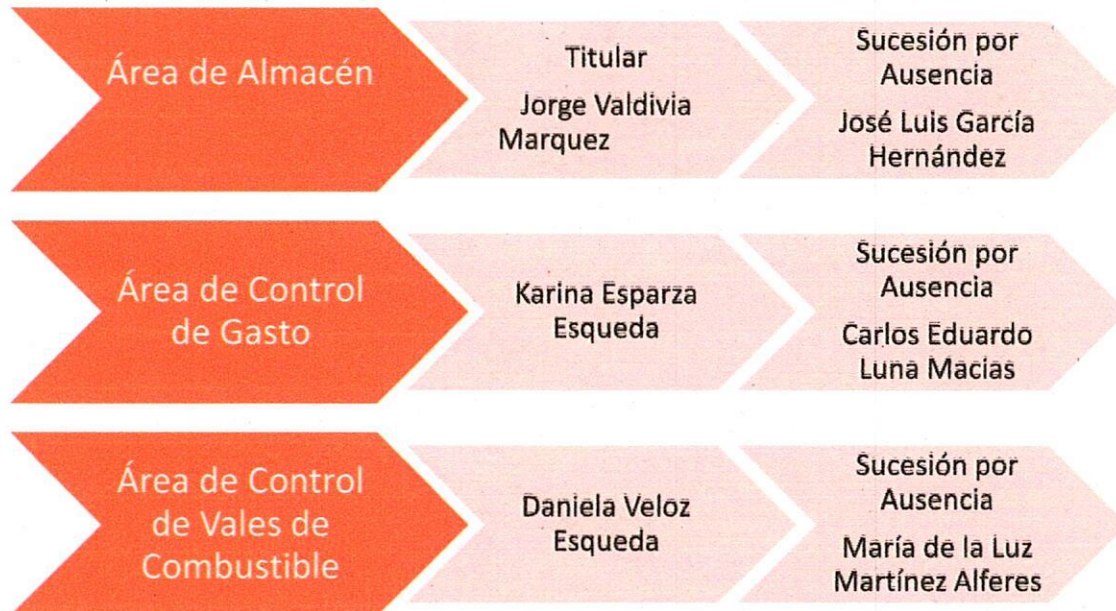 Área de Almacén
Titular
Jorge Valdivia
Marquez
Sucesión por
Ausencia
José Luis García
Hernández
Área de Control
de Gasto
Karina Esparza
Esqueda
Sucesión por
Ausencia
Carlos Eduardo
Luna Macias
Área de Control
de Vales de
Combustible
Daniela Veloz
Esqueda
Sucesión por
Ausencia
María de la Luz
Martínez Alferes